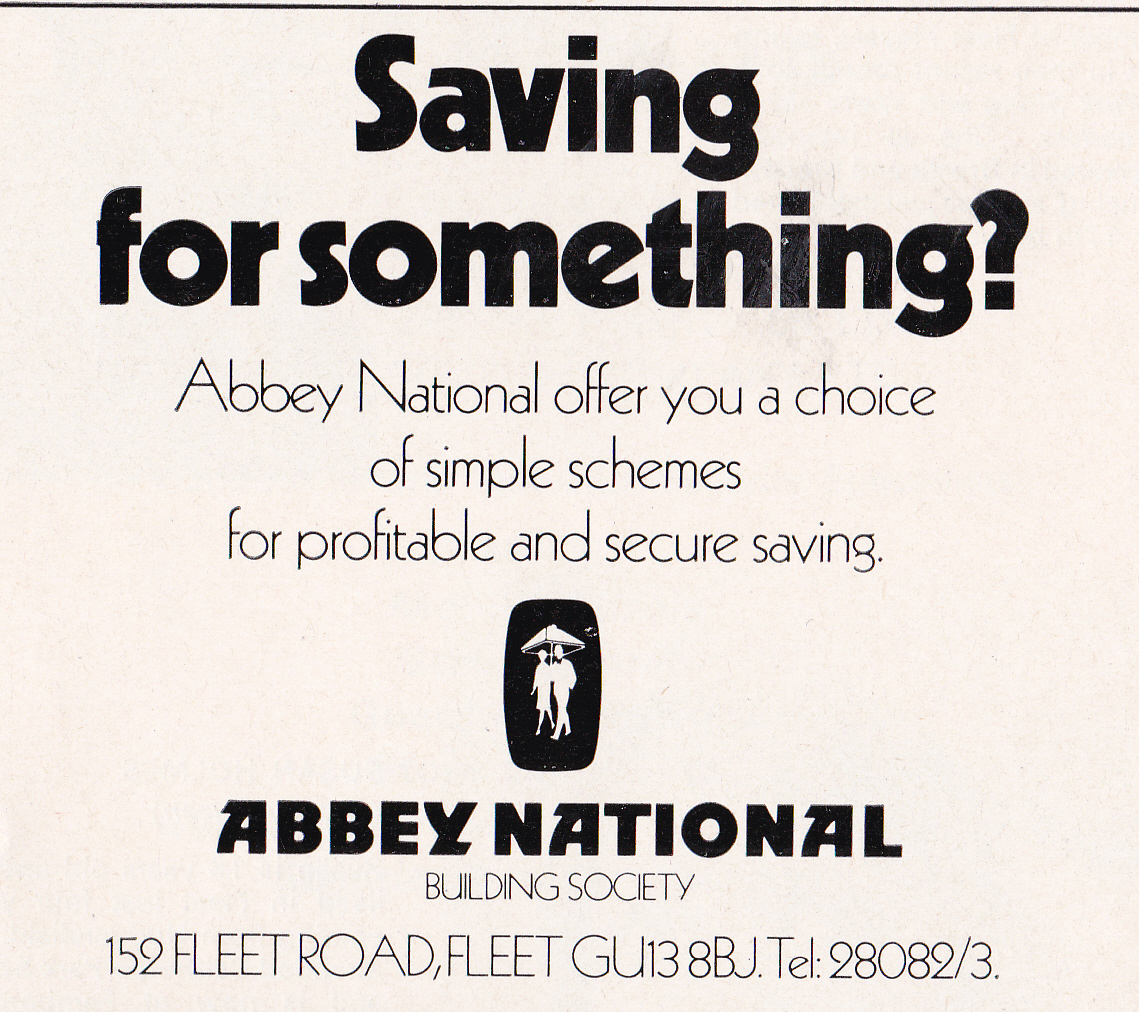 Saving
for something?
Abbey National offer you a choice
of simple schemes
for profitable and secure saving.
ABBEY NATIONAL
BUILDING SOCIETY
152 FLEET ROAD, FLEET GU13 8BJ. Tel: 28082/3.